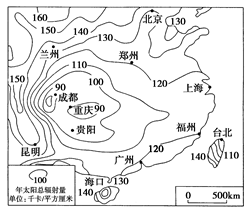 160
150
140
130
北京
130
兰州
110
郑州
120
150
100
120
上海
90
成都
重庆
90
贵阳
福州
台北
120
昆明
广州
140
110
海口
130
140
100
年太阳总辐射量
单位:千卡/平方厘米
0 500km